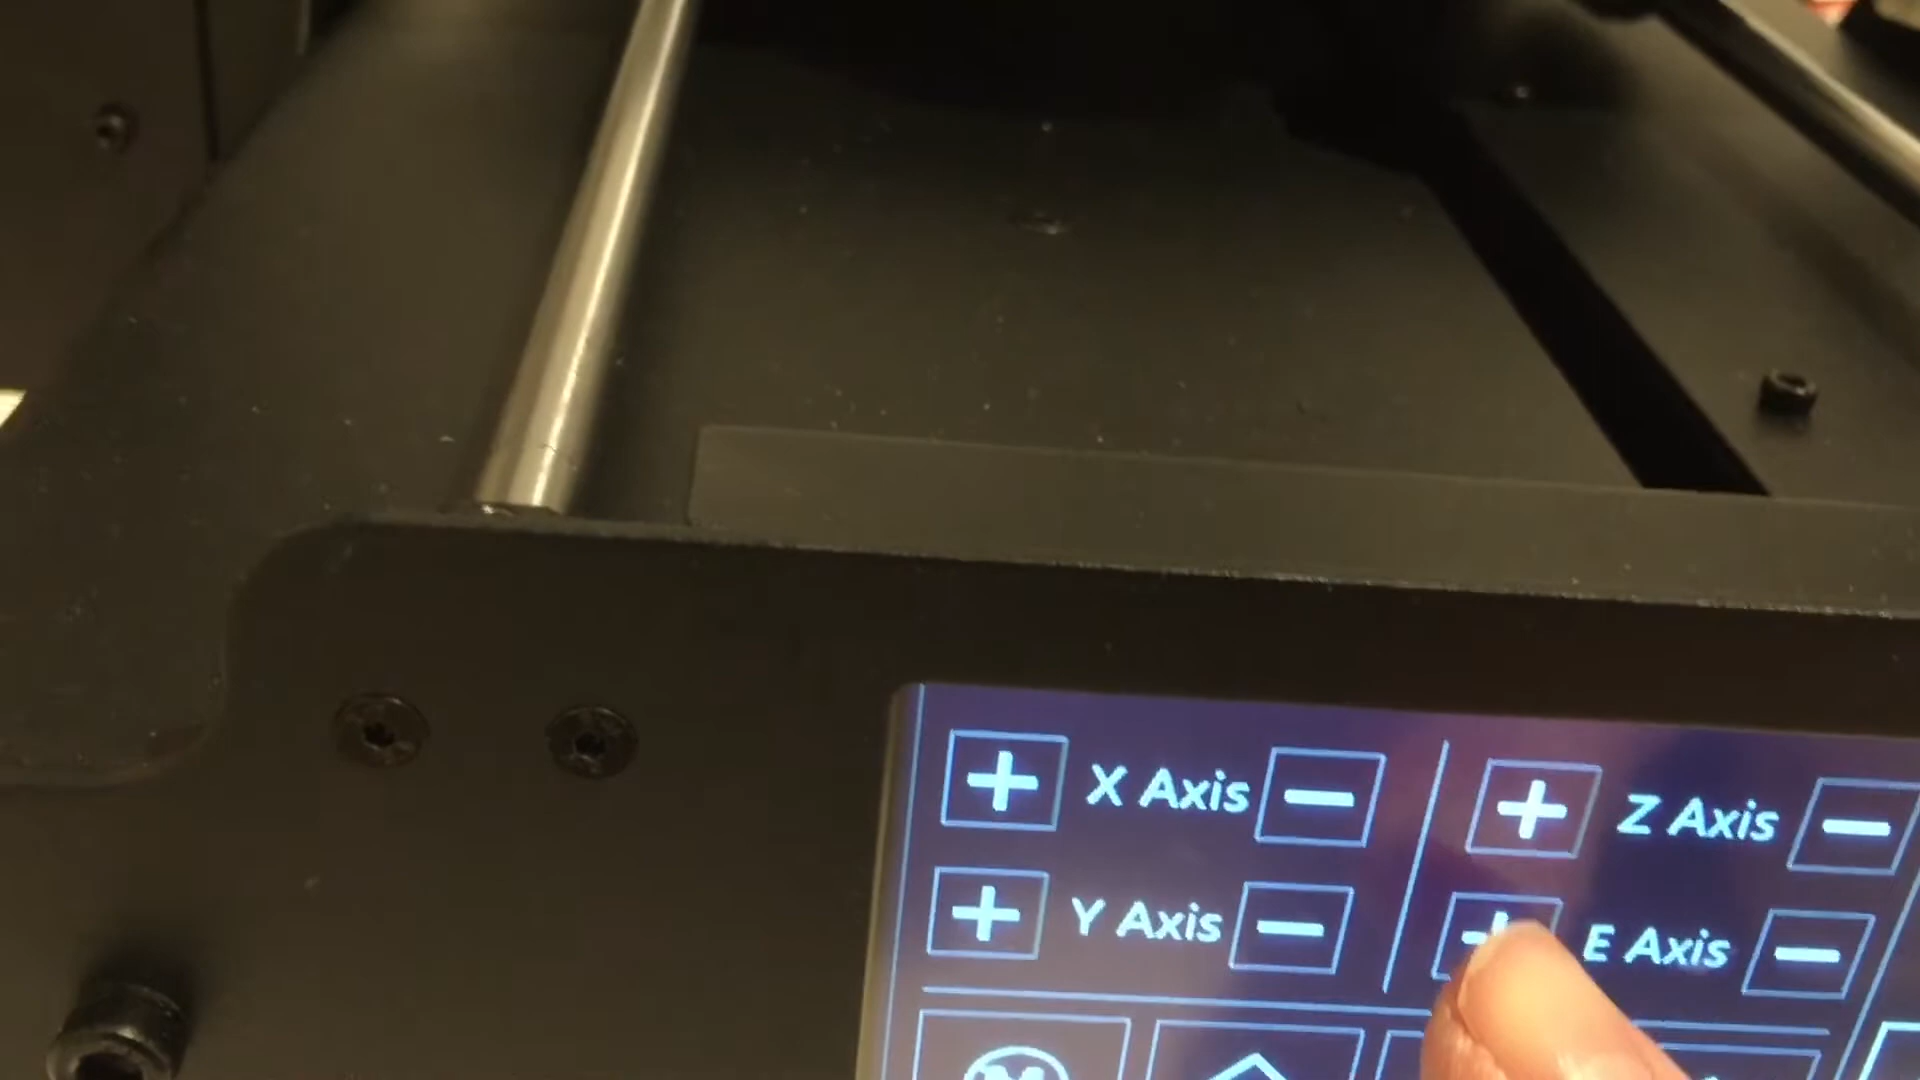 + X Axis -
+ Z Axis -
+ Y Axis -
+ E Axis -